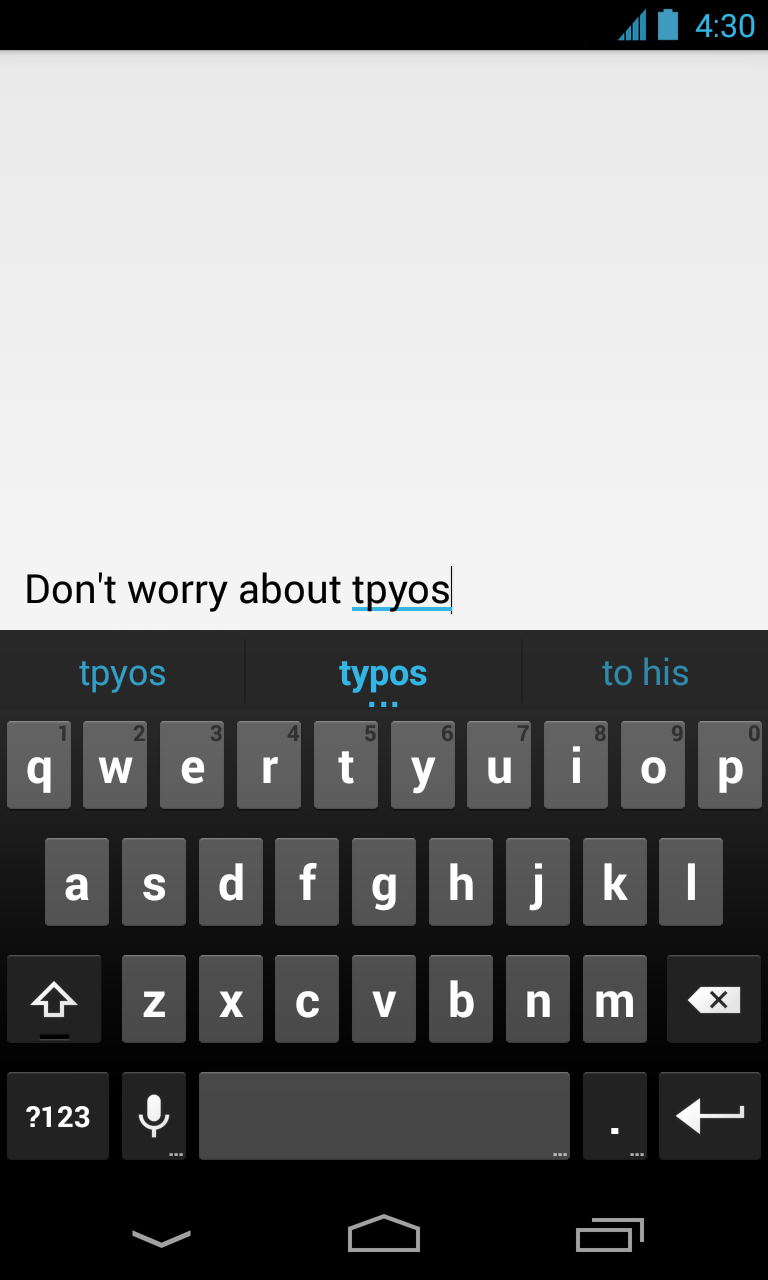 4:30
Don't worry about tpyos
tpyos typos to his
1 2 3 4 5 6 7 8 9 0
q w e r t y u i o p
a s d f g h j k l
z x c v b n m
?123 .